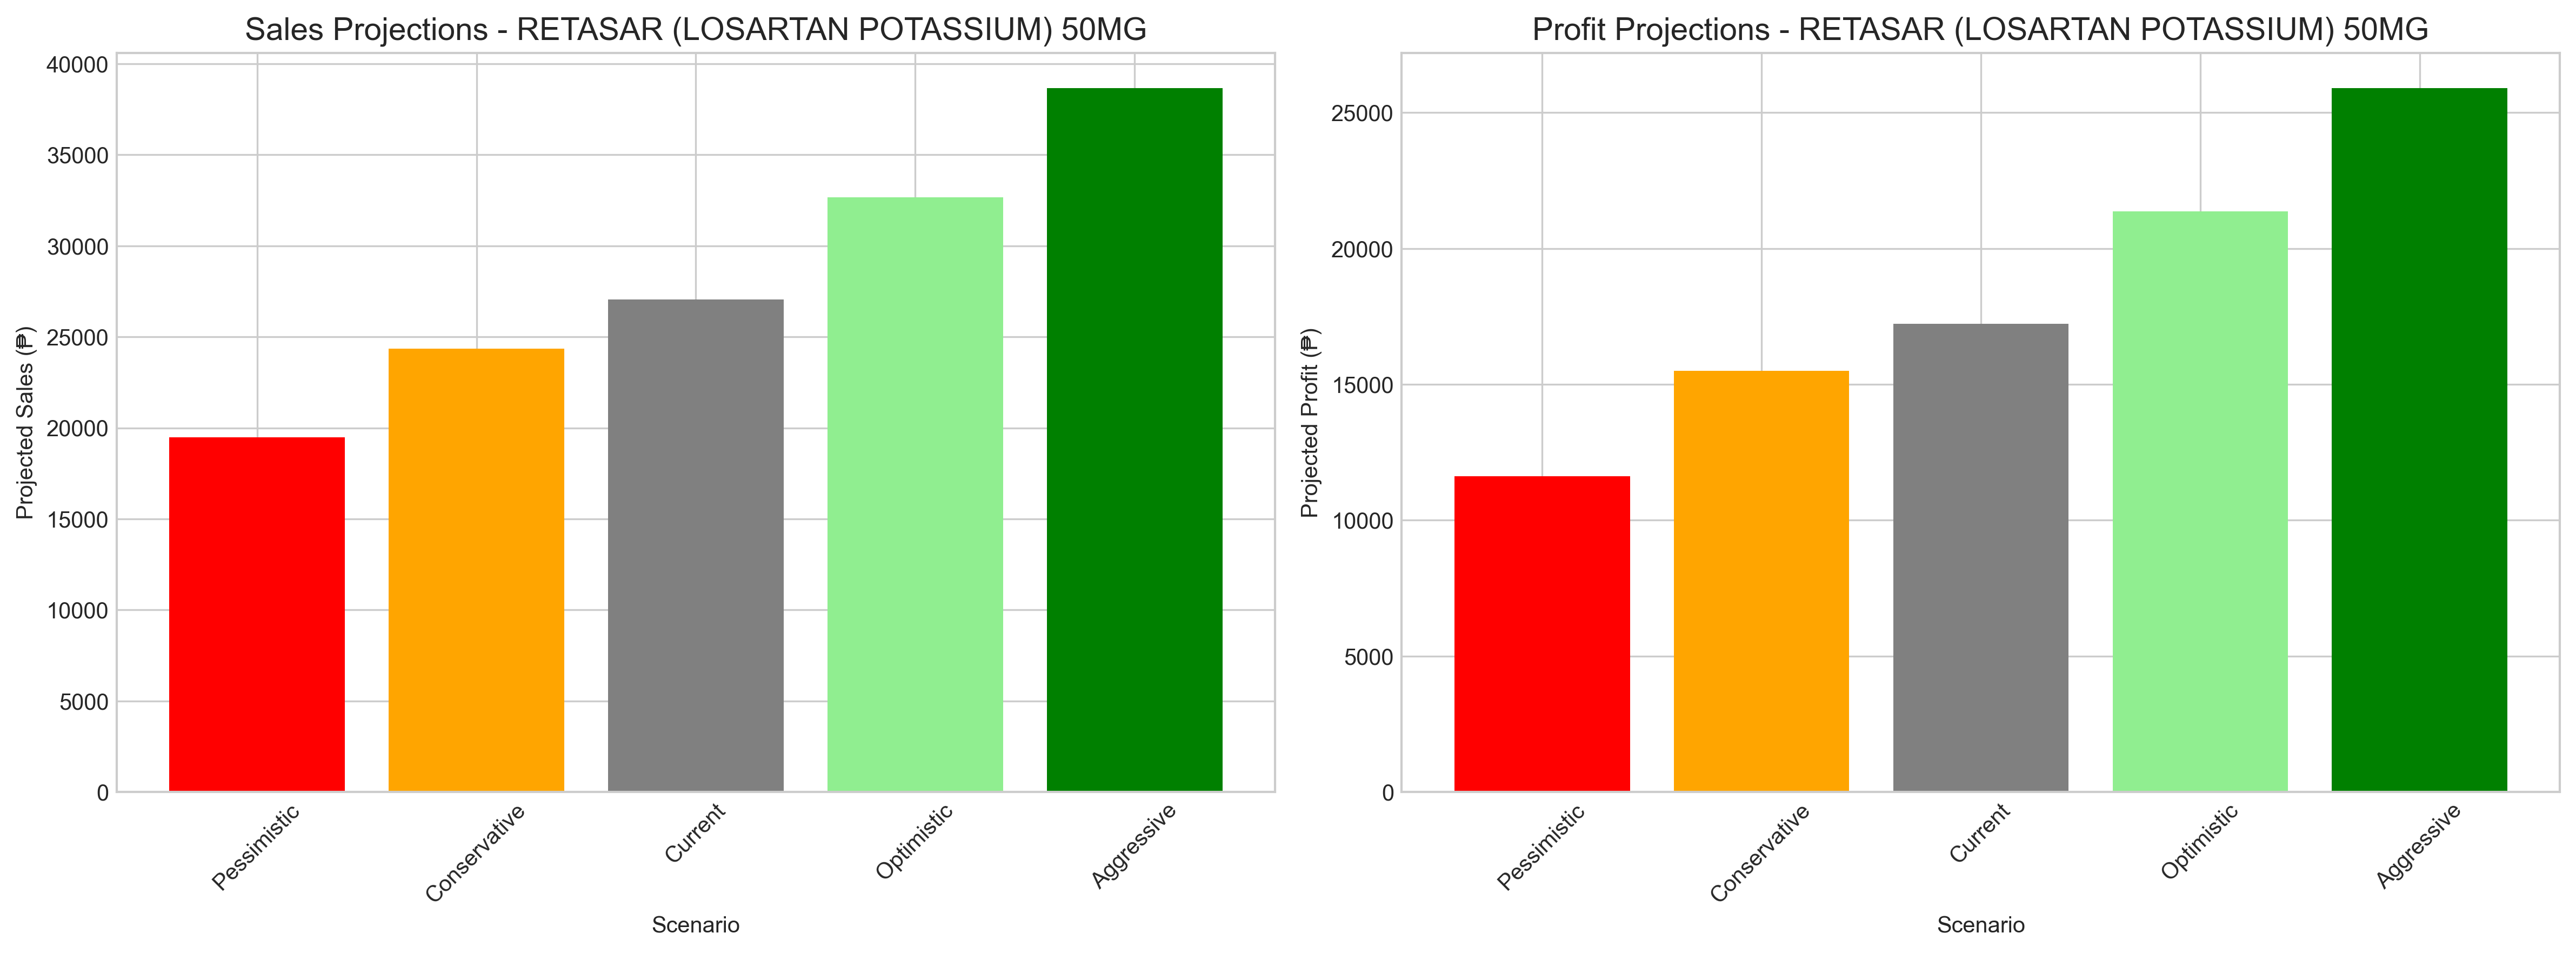 Sales Projections - RETASAR (LOSARTAN POTASSIUM) 50MG
Projected Sales (₱)
40000
35000
30000
25000
20000
15000
10000
5000
0
Pessimistic
Conservative
Current
Optimistic
Aggressive
Scenario
Profit Projections - RETASAR (LOSARTAN POTASSIUM) 50MG
Projected Profit (₱)
25000
20000
15000
10000
5000
0
Pessimistic
Conservative
Current
Optimistic
Aggressive
Scenario